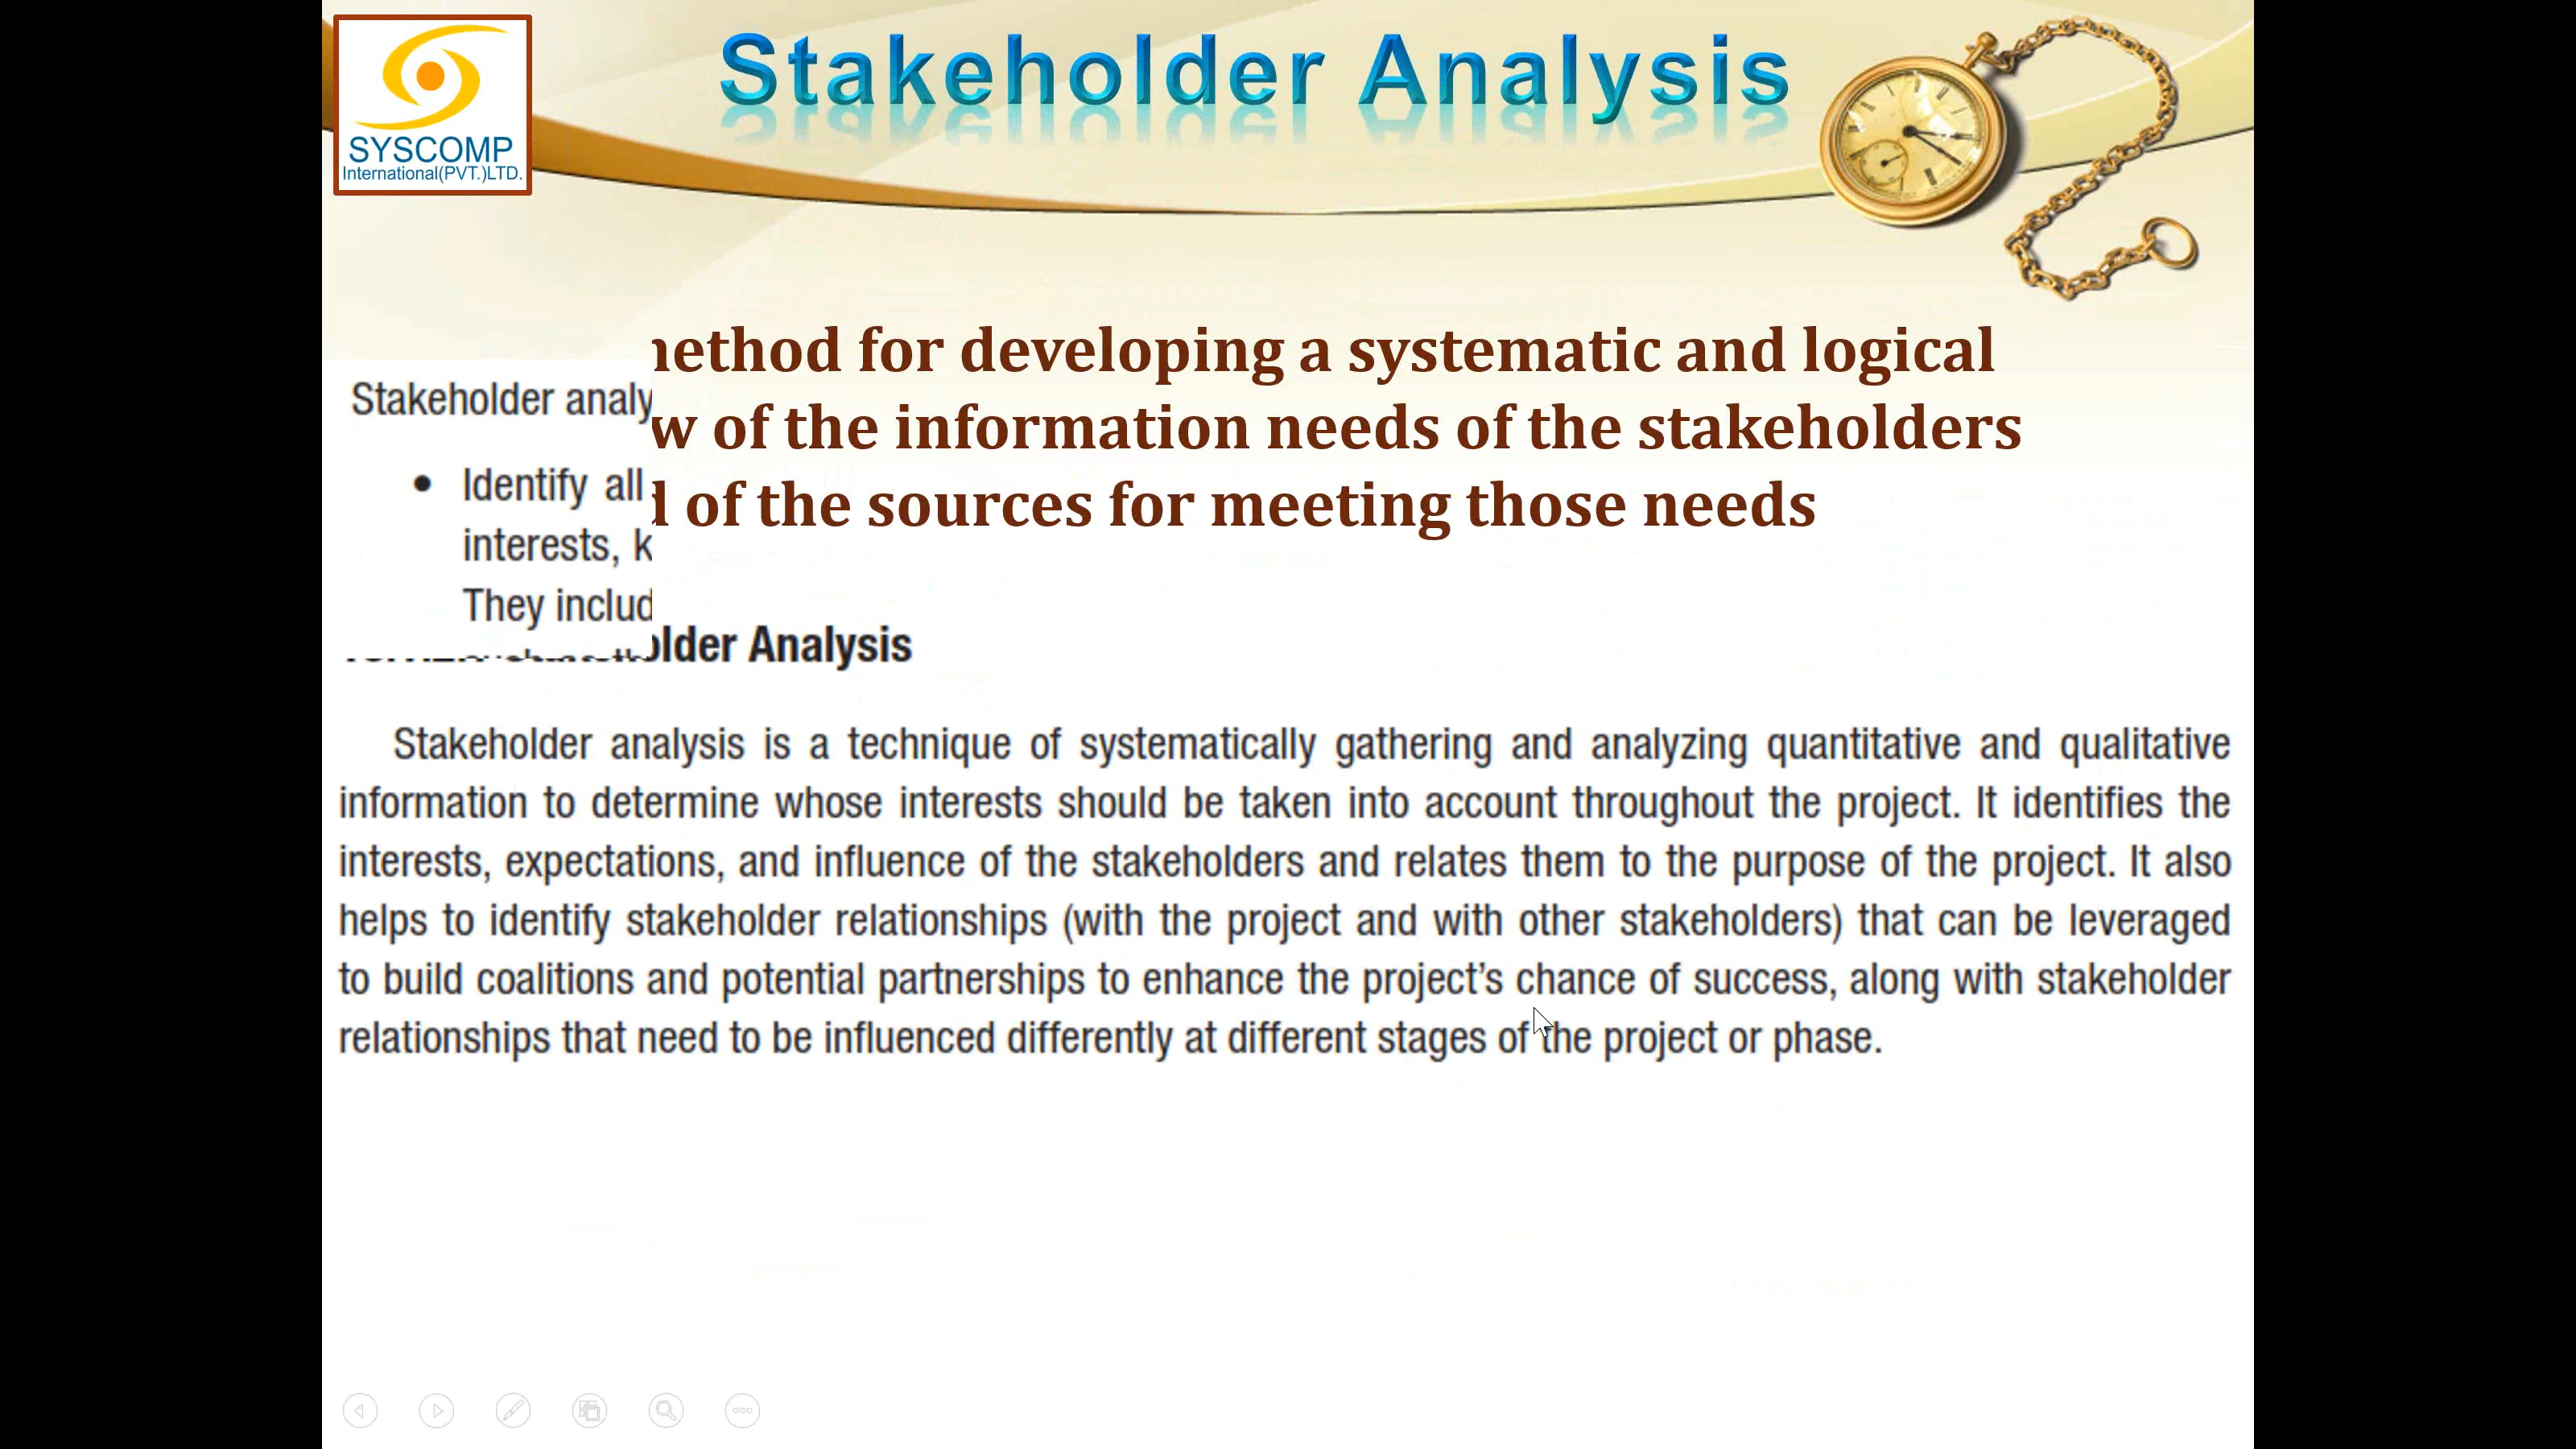 Stakeholder Analysis
SYSCOMP
International(PVT.)LTD.
for developing a systematic and logical
of the information needs of the stakeholders
of the sources for meeting those needs
Stakeholder
• Identify all
interests,
They
Analysis
Stakeholder analysis is a technique of systematically gathering and analyzing quantitative and qualitative
information to determine whose interests should be taken into account throughout the project. It identifies the
interests, expectations, and influence of the stakeholders and relates them to the purpose of the project. It also
helps to identify stakeholder relationships (with the project and with other stakeholders) that can be leveraged
to build coalitions and potential partnerships to enhance the project’s chance of success, along with stakeholder
relationships that need to be influenced differently at different stages of the project or phase.